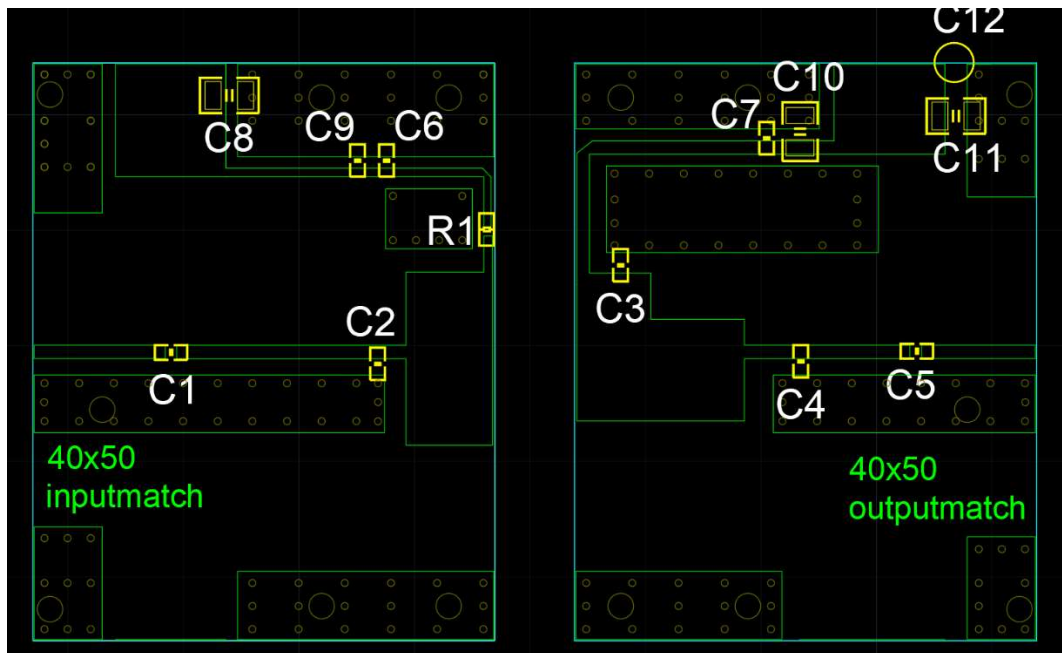 C12
C10
C7
C8
C9
C6
C11
R1
C3
C2
C1
C4
C5
40x50
inputmatch
40x50
outputmatch